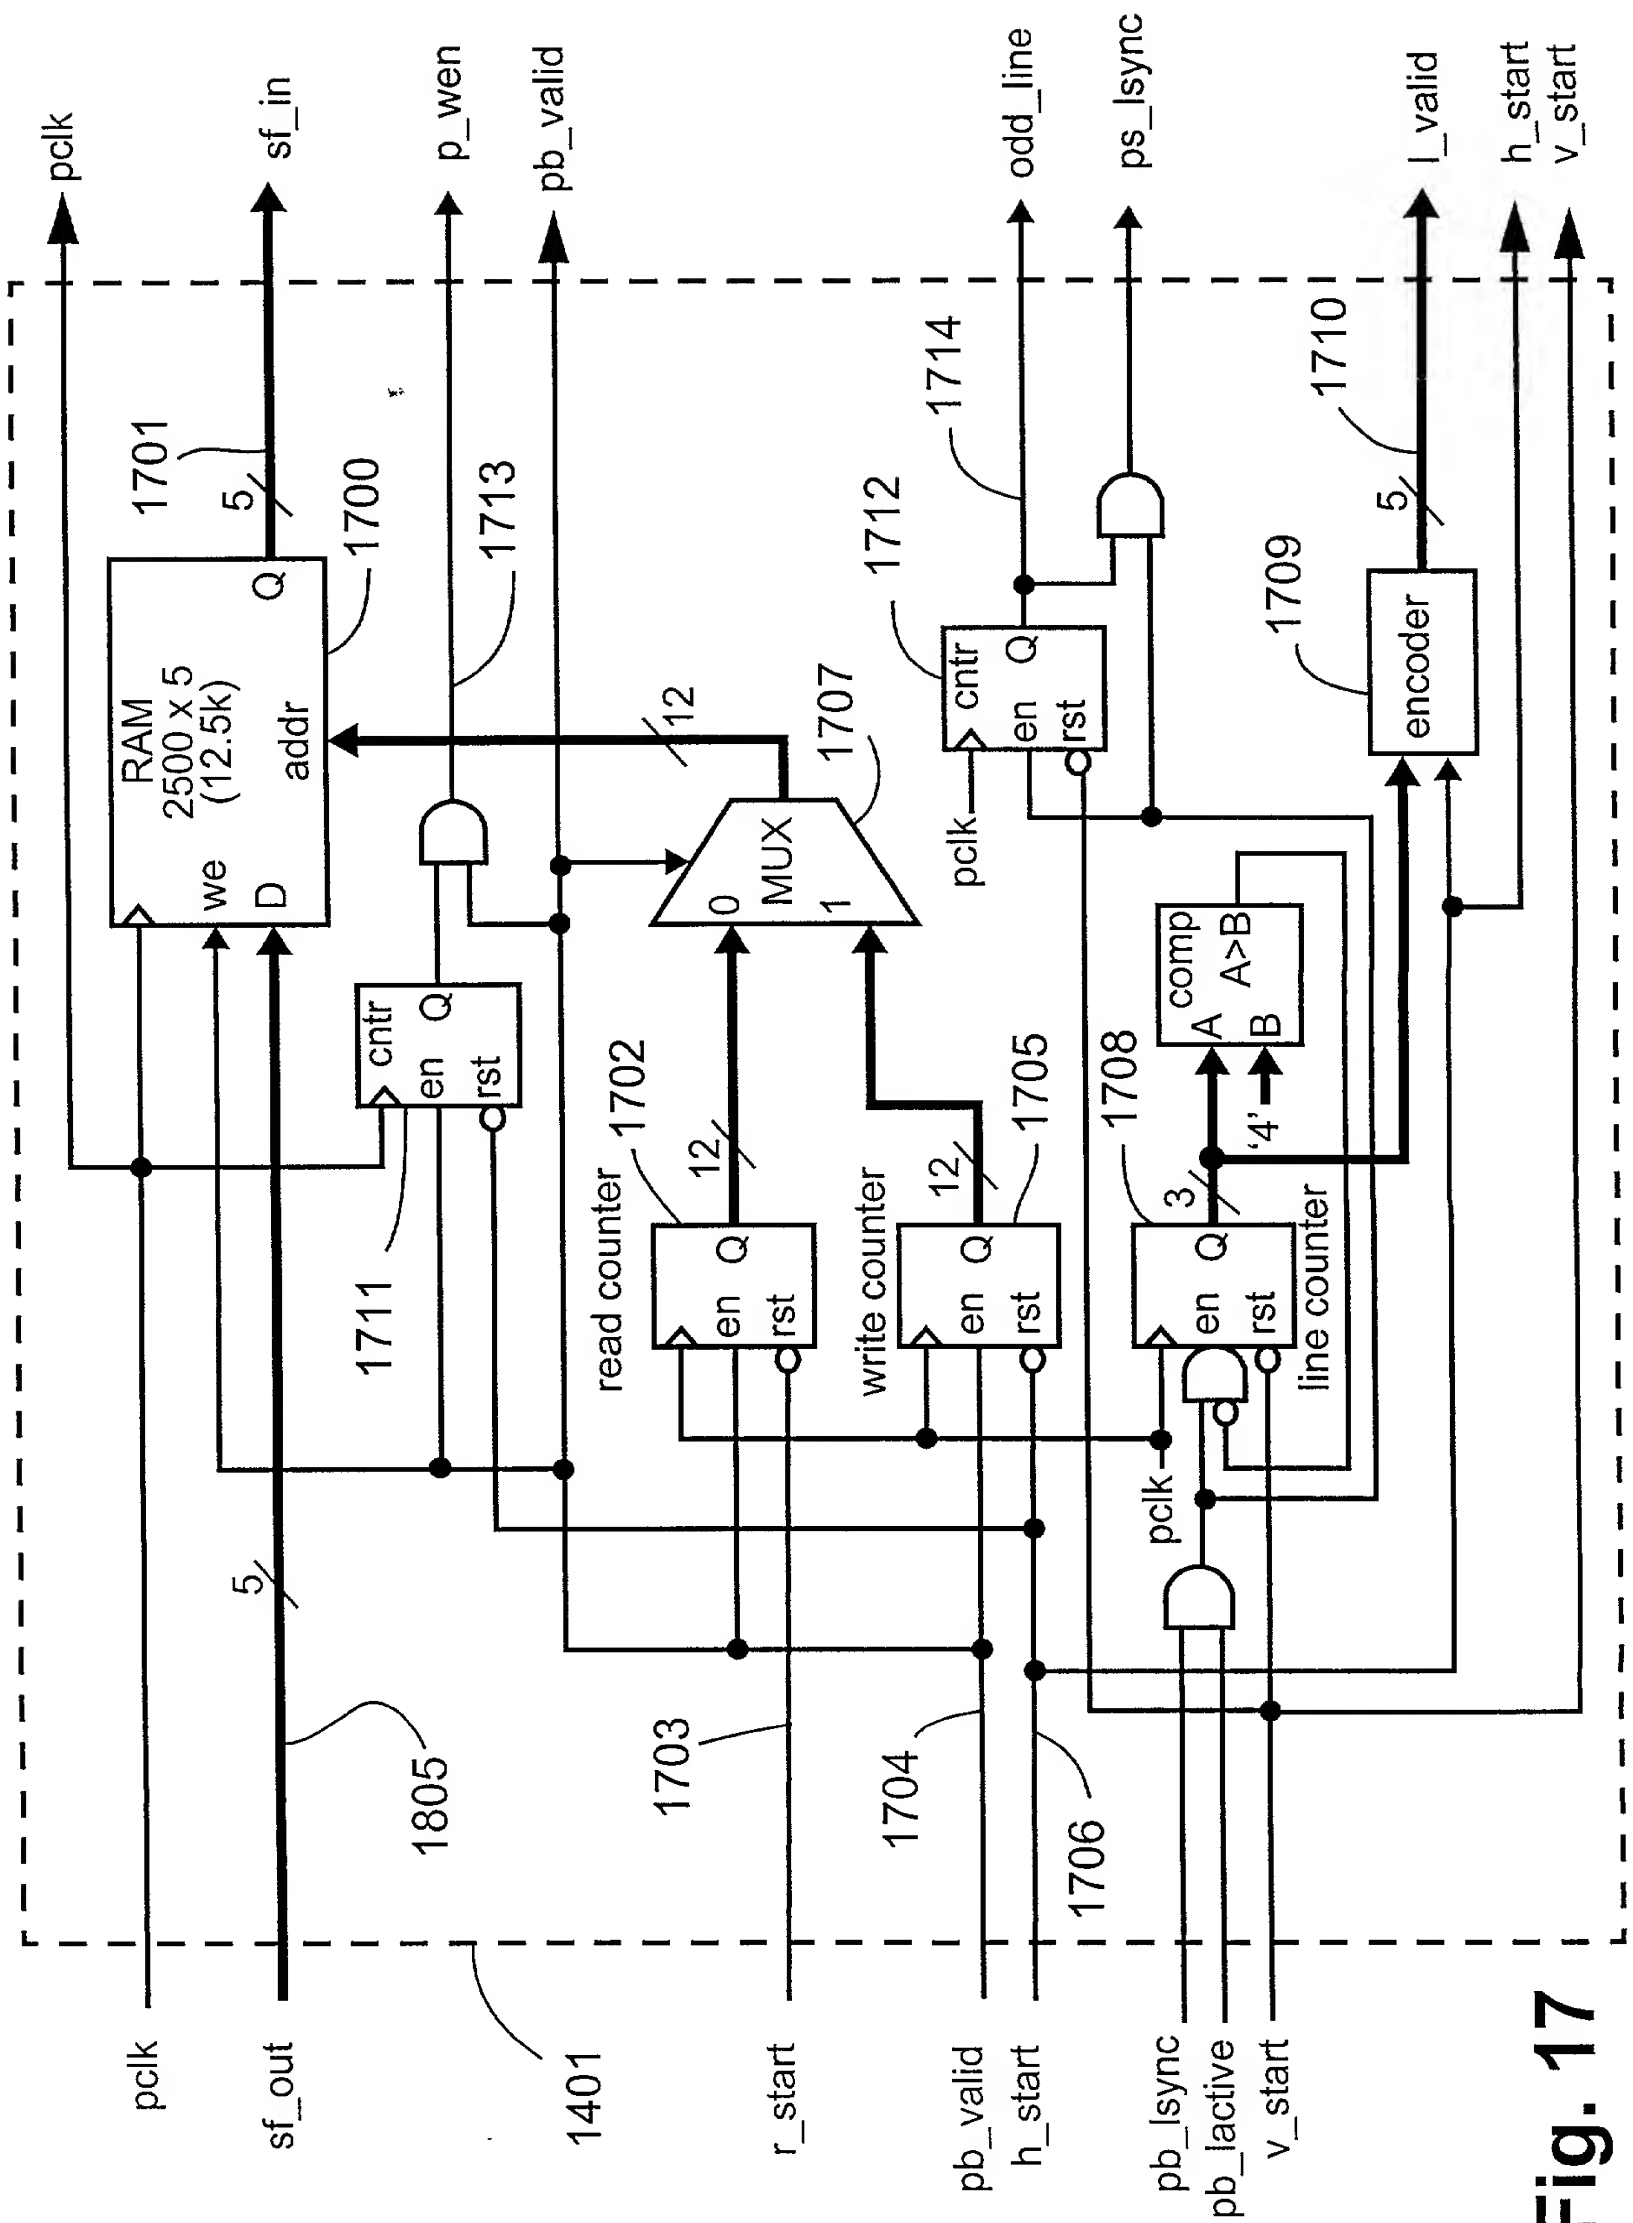 pclk
sf_out
1401
r_start
pb_valid
h_start
pb_lsync
pb_lactive
v_start
Fig. 17
1805
5
1703
1704
1706
1711
cntr
en
rst
Q
RAM
2500 x 5
(12.5k)
we
D
addr
Q
1700
1701
5
1713
read counter
1702
en
rst
Q
12
write counter
1705
en
rst
Q
12
0
MUX
1
1707
12
pclk
1708
en
rst
Q
line counter
3
comp
A
B
A>B
'4'
pclk
cntr
en
rst
Q
1712
1714
encoder
1709
5
1710
pclk
sf_in
p_wen
pb_valid
odd_line
ps_lsync
l_valid
h_start
v_start